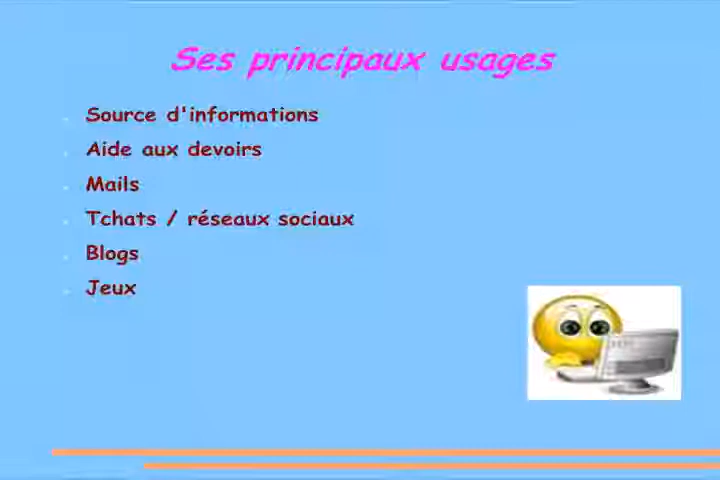 Ses principaux usages
Source d'informations
Aide aux devoirs
Mails
Tchats / réseaux sociaux
Blogs
Jeux